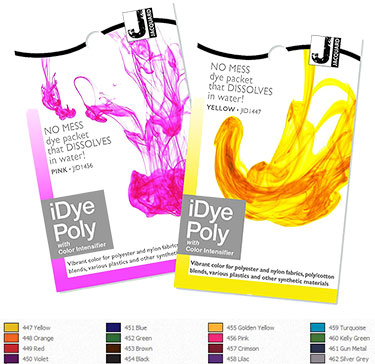 JACQUARD
NO MESS
dye packet
that DISSOLVES
in water!
PINK • JID1456
iDye
Poly
with
Color Intensifier
Vibrant color for polyester and nylon fabrics, poly/cotton
blends, various plastics and other synthetic materials
JACQUARD
NO MESS
dye packet
that DISSOLVES
in water!
YELLOW • JID1447
iDye
Poly
with
Color Intensifier
Vibrant color for polyester and nylon fabrics, poly/cotton
blends, various plastics and other synthetic materials
447 Yellow
448 Orange
449 Red
450 Violet
451 Blue
452 Green
453 Brown
454 Black
455 Golden Yellow
456 Pink
457 Crimson
458 Lilac
459 Turquoise
460 Kelly Green
461 Gun Metal
462 Silver Grey